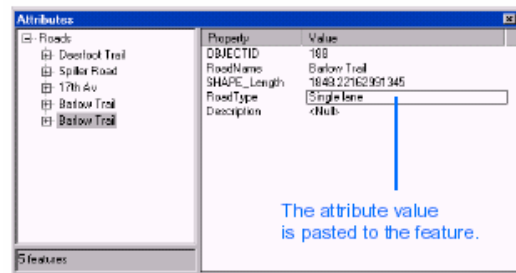 Attributes
Roads
Deerfoot Trail
Spiller Road
17th Av
Barlow Trail
Barlow Trail
5 features
Property Value
OBJECTID 188
RoadName Barlow Trail
SHAPE_Length 1848.22162991345
RoadType Single lane
Description <Null>
The attribute value
is pasted to the feature.